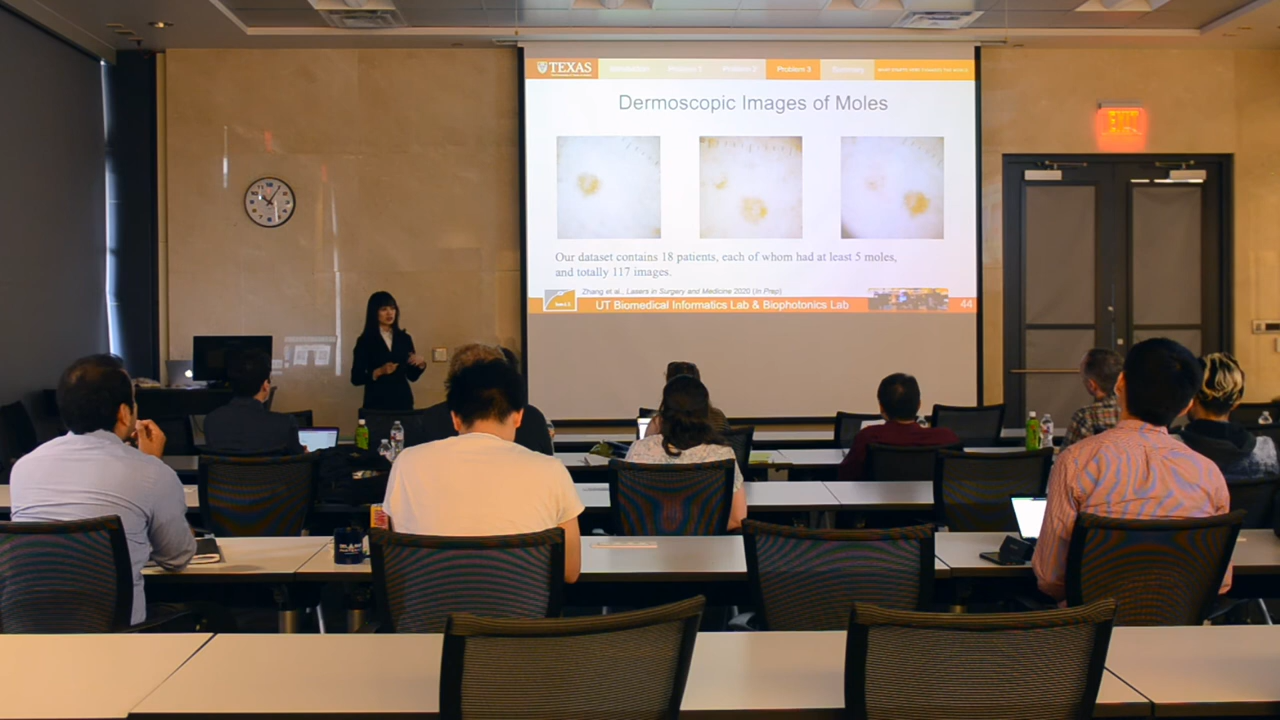 TEXAS
Introduction Problem 1 Problem 2 Problem 3 Summary
Dermoscopic Images of Moles
Our dataset contains 18 patients, each of whom had at least 5 moles,
and totally 117 images.
Zhang et al., Lasers in Surgery and Medicine 2020 (In Prep)
UT Biomedical Informatics Lab & Biophotonics Lab
44
EXIT